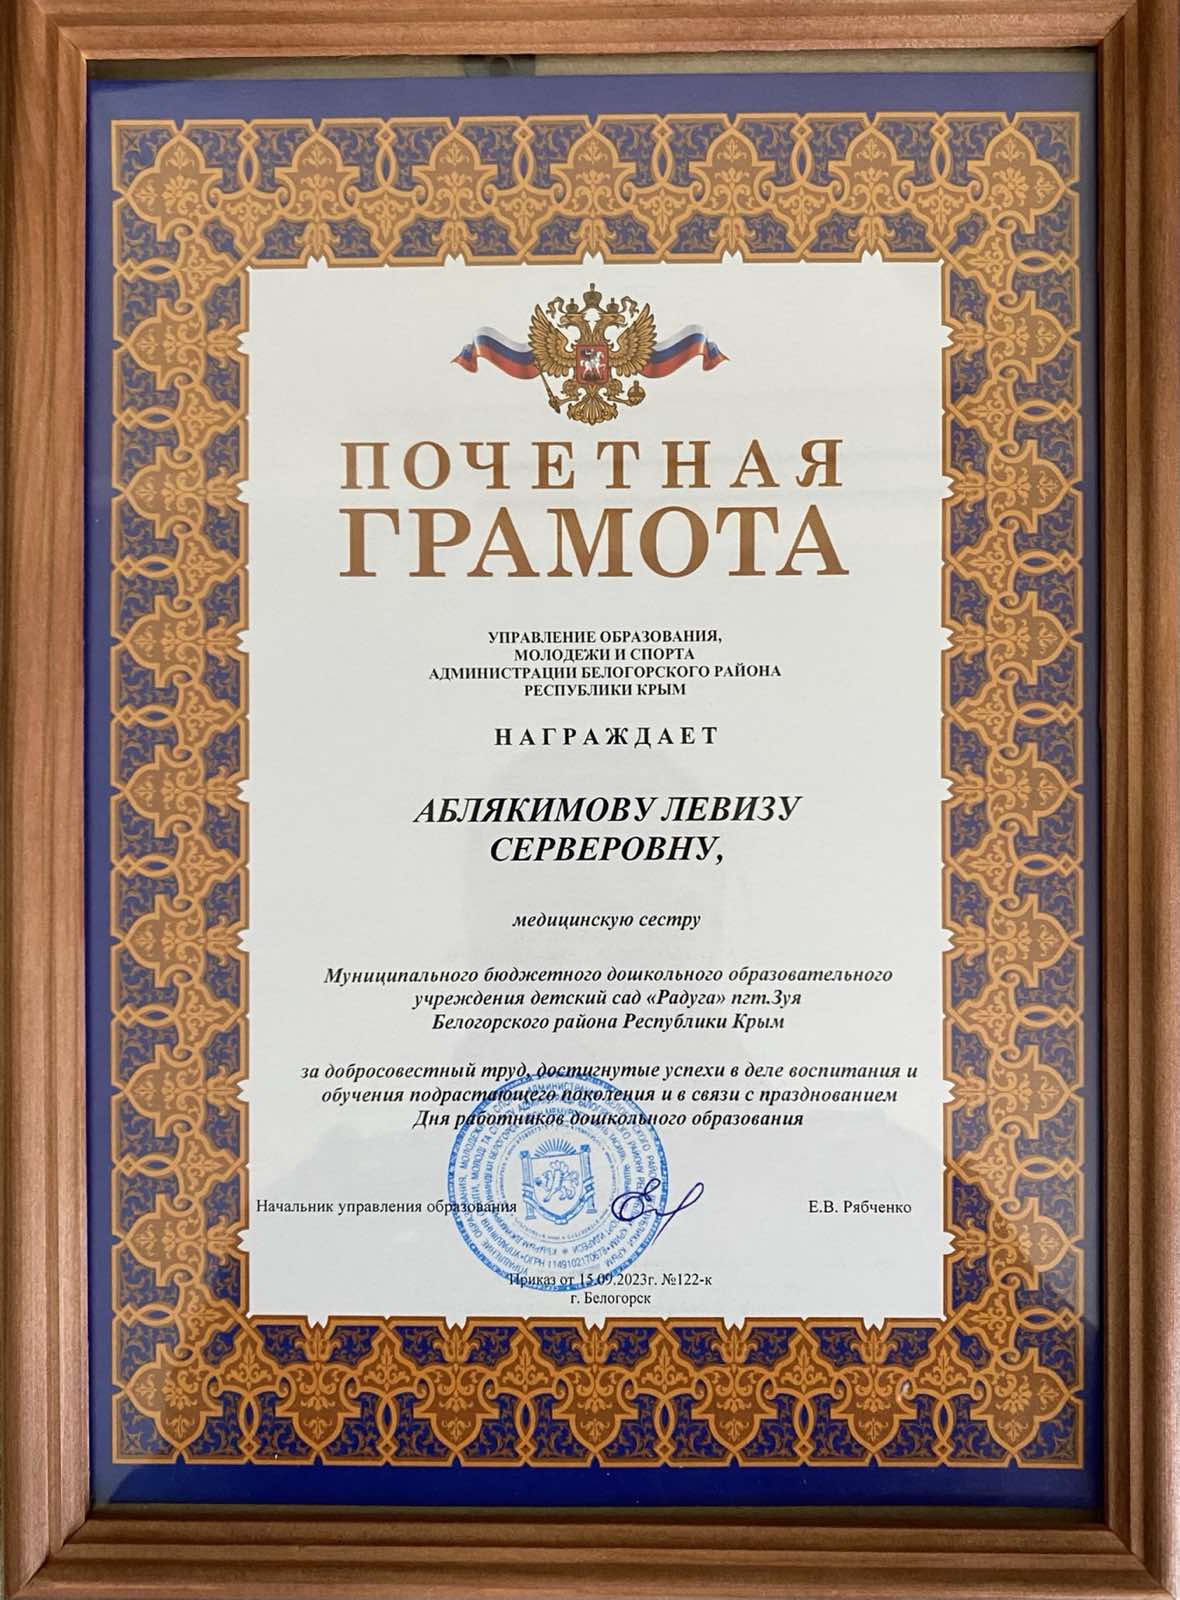 ПОЧЕТНАЯ
ГРАМОТА
УПРАВЛЕНИЕ ОБРАЗОВАНИЯ,
МОЛОДЕЖИ И СПОРТА
АДМИНИСТРАЦИИ БЕЛОГОРСКОГО РАЙОНА
РЕСПУБЛИКИ КРЫМ
НАГРАЖДАЕТ
АБЛЯКИМОВУ ЛЕВИЗУ
СЕРВЕРОВНУ,
медицинскую сестру
Муниципального бюджетного дошкольного образовательного
учреждения детский сад «Радуга» пгт.Зуя
Белогорского района Республики Крым
за добросовестный труд, достигнутые успехи в деле воспитания и
обучения подрастающего поколения и в связи с празднованием
Дня работников дошкольного образования
Начальник управления образования Е.В. Рябченко
Приказ от 15.09.2023г. №122-к
г. Белогорск